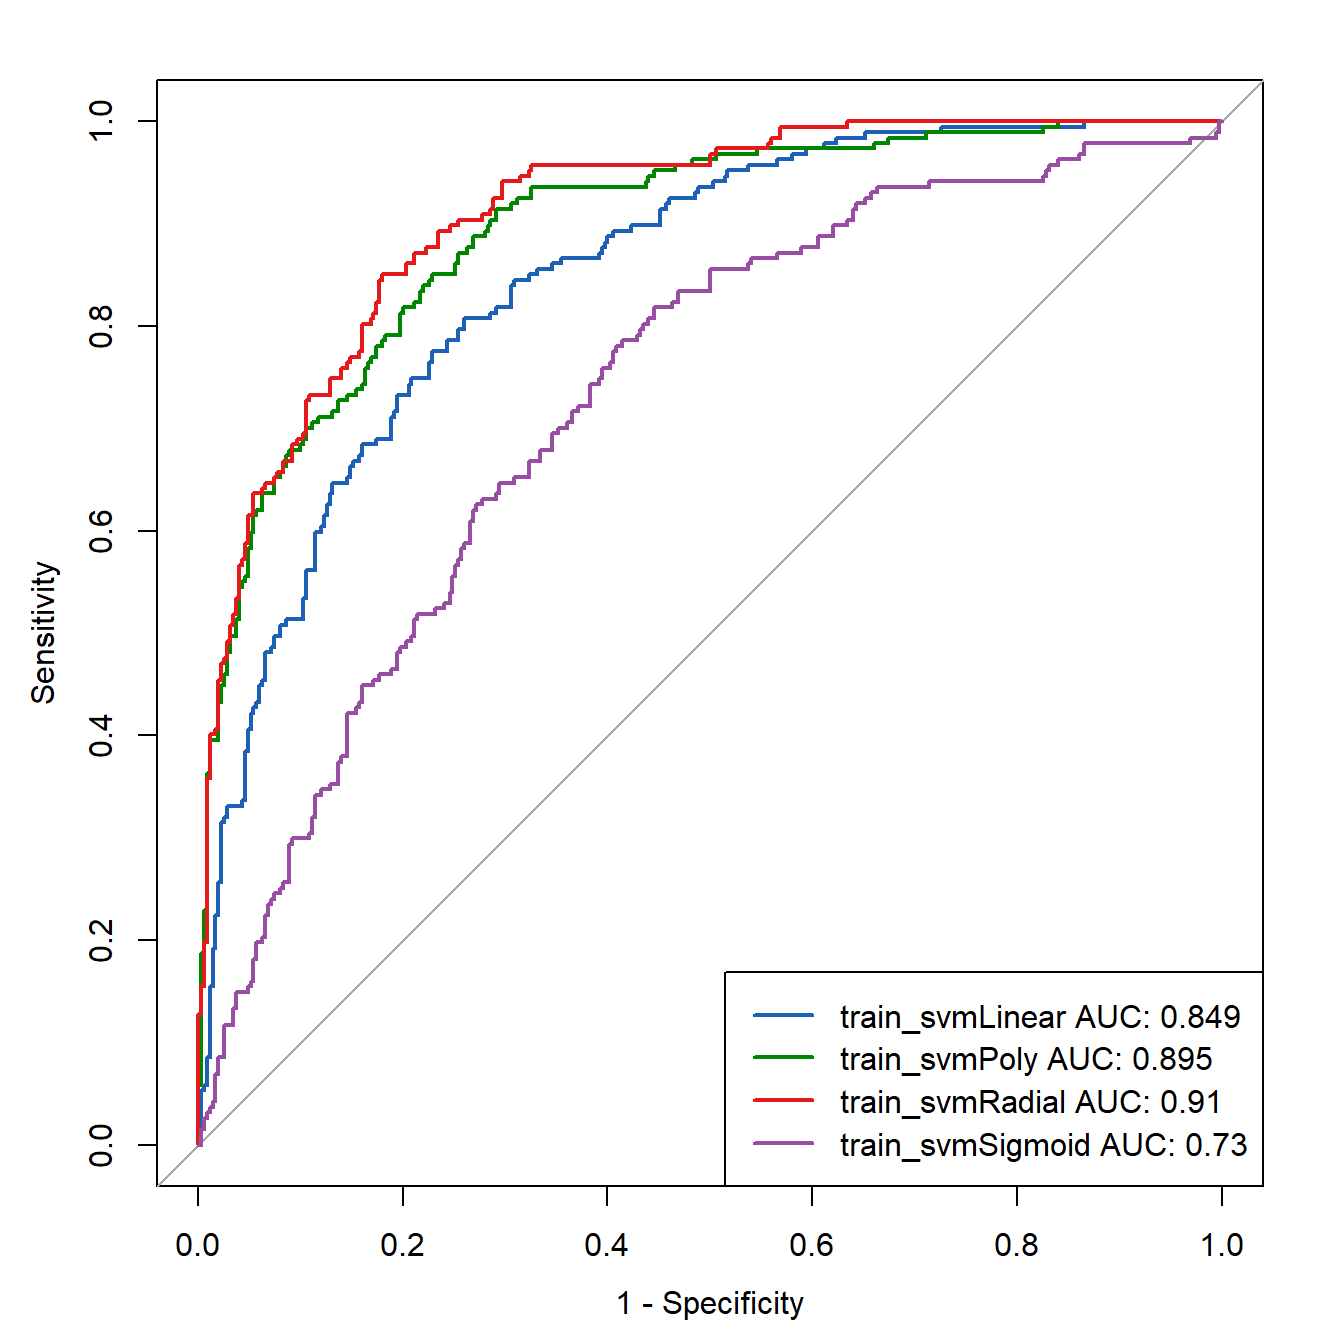 1.0
0.8
0.6
0.4
0.2
0.0
Sensitivity
train_svmLinear AUC: 0.849
train_svmPoly AUC: 0.895
train_svmRadial AUC: 0.91
train_svmSigmoid AUC: 0.73
0.0 0.2 0.4 0.6 0.8 1.0
1 - Specificity